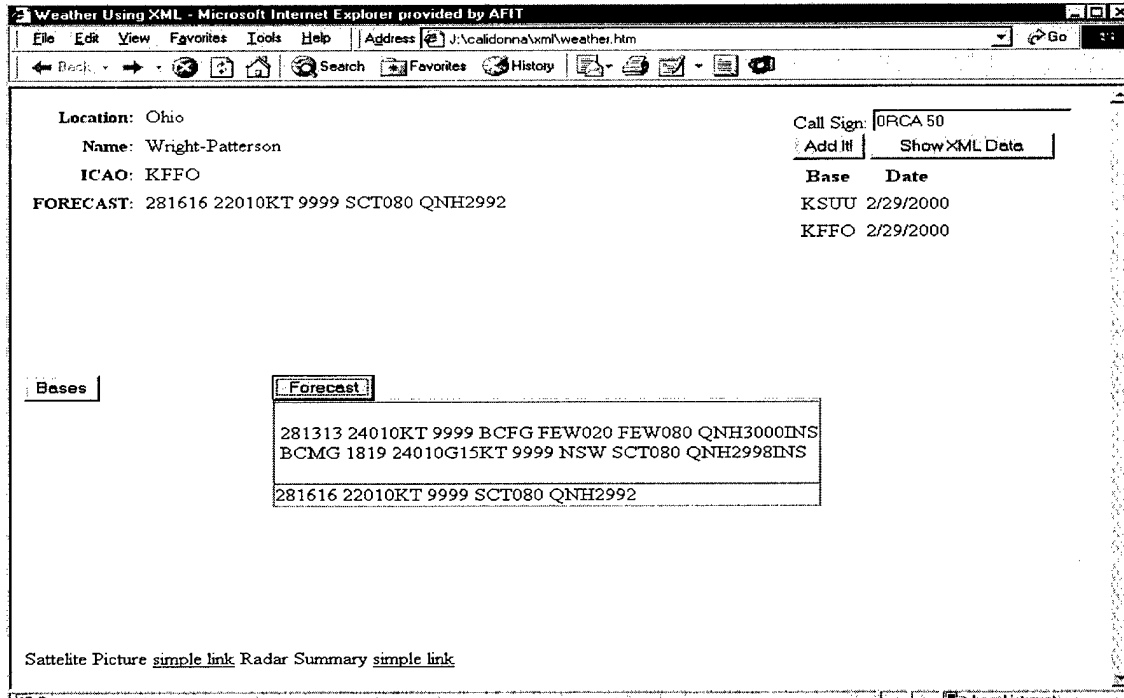 Weather Using XML - Microsoft Internet Explorer provided by AFIT
File Edit View Favorites Tools Help Address J:\calidonna\xml\weather.htm Go
Back Search Favorites History
Location: Ohio
Name: Wright-Patterson
ICAO: KFFO
FORECAST: 281616 22010KT 9999 SCT080 QNH2992
Call Sign: 0RCA 50
Add It! Show XML Data
Base Date
KSUU 2/29/2000
KFFO 2/29/2000
Bases
Forecast
281313 24010KT 9999 BCFG FEW020 FEW080 QNH3000INS
BCMG 1819 24010G15KT 9999 NSW SCT080 QNH2998INS
281616 22010KT 9999 SCT080 QNH2992
Sattelite Picture simple link Radar Summary simple link